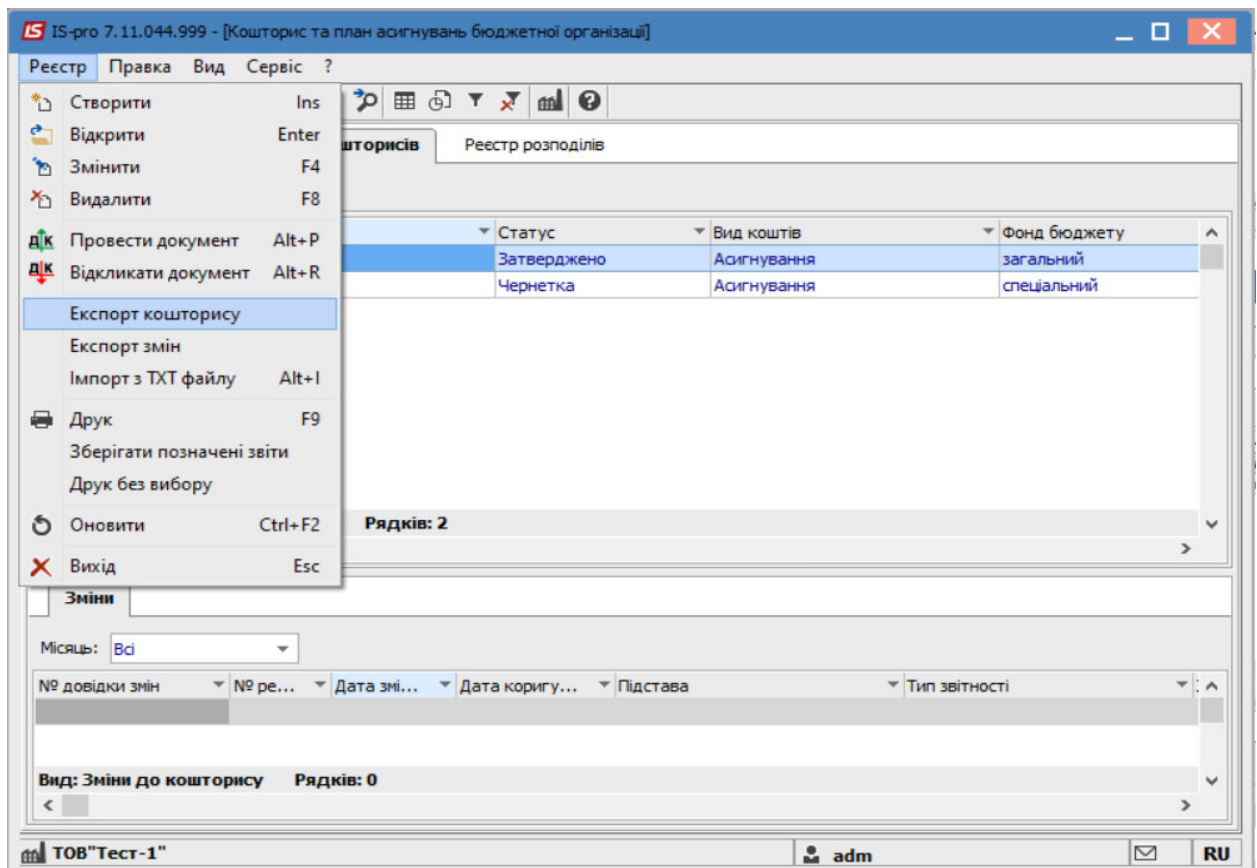 IS-pro 7.11.044.999 - [Кошторис та план асигнувань бюджетної організації]
Реєстр Правка Вид Сервіс ?
Створити Ins
Відкрити Enter
Змінити F4
Видалити F8
Провести документ Alt+P
Відкликати документ Alt+R
Експорт кошторису
Експорт змін
Імпорт з TXT файлу Alt+I
Друк F9
Зберігати позначені звіти
Друк без вибору
Оновити Ctrl+F2
Вихід Esc
шторисів Реєстр розподілів
Статус Вид коштів Фонд бюджету
Затверджено Асигнування загальний
Чернетка Асигнування спеціальний
Рядків: 2
Зміни
Місяць: Всі
№ довідки змін № ре... Дата змі... Дата коригу... Підстава Тип звітності
Вид: Зміни до кошторису Рядків: 0
ТОВ"Тест-1" adm RU